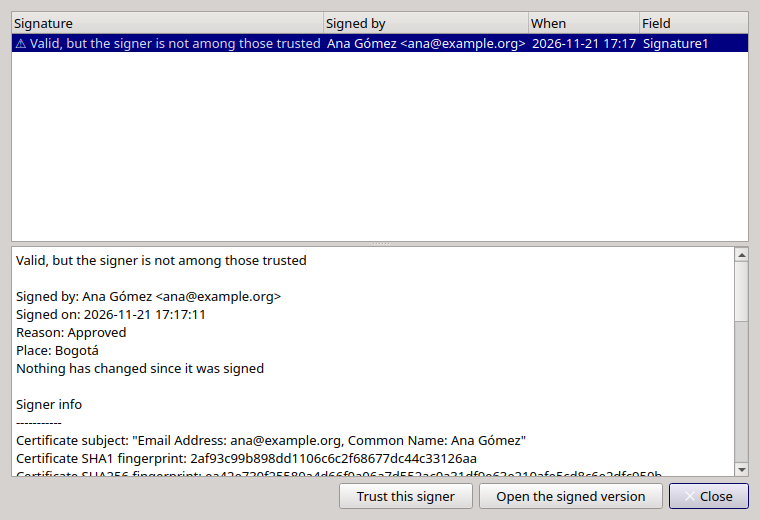 Signature Signed by When Field
⚠ Valid, but the signer is not among those trusted Ana Gómez <ana@example.org> 2026-11-21 17:17 Signature1
Valid, but the signer is not among those trusted
Signed by: Ana Gómez <ana@example.org>
Signed on: 2026-11-21 17:17:11
Reason: Approved
Place: Bogotá
Nothing has changed since it was signed
Signer info
-----------
Certificate subject: "Email Address: ana@example.org, Common Name: Ana Gómez"
Certificate SHA1 fingerprint: 2af93c99b898dd1106c6c2f68677dc44c33126aa
Certificate SHA256 fingerprint:
Trust this signer Open the signed version Close